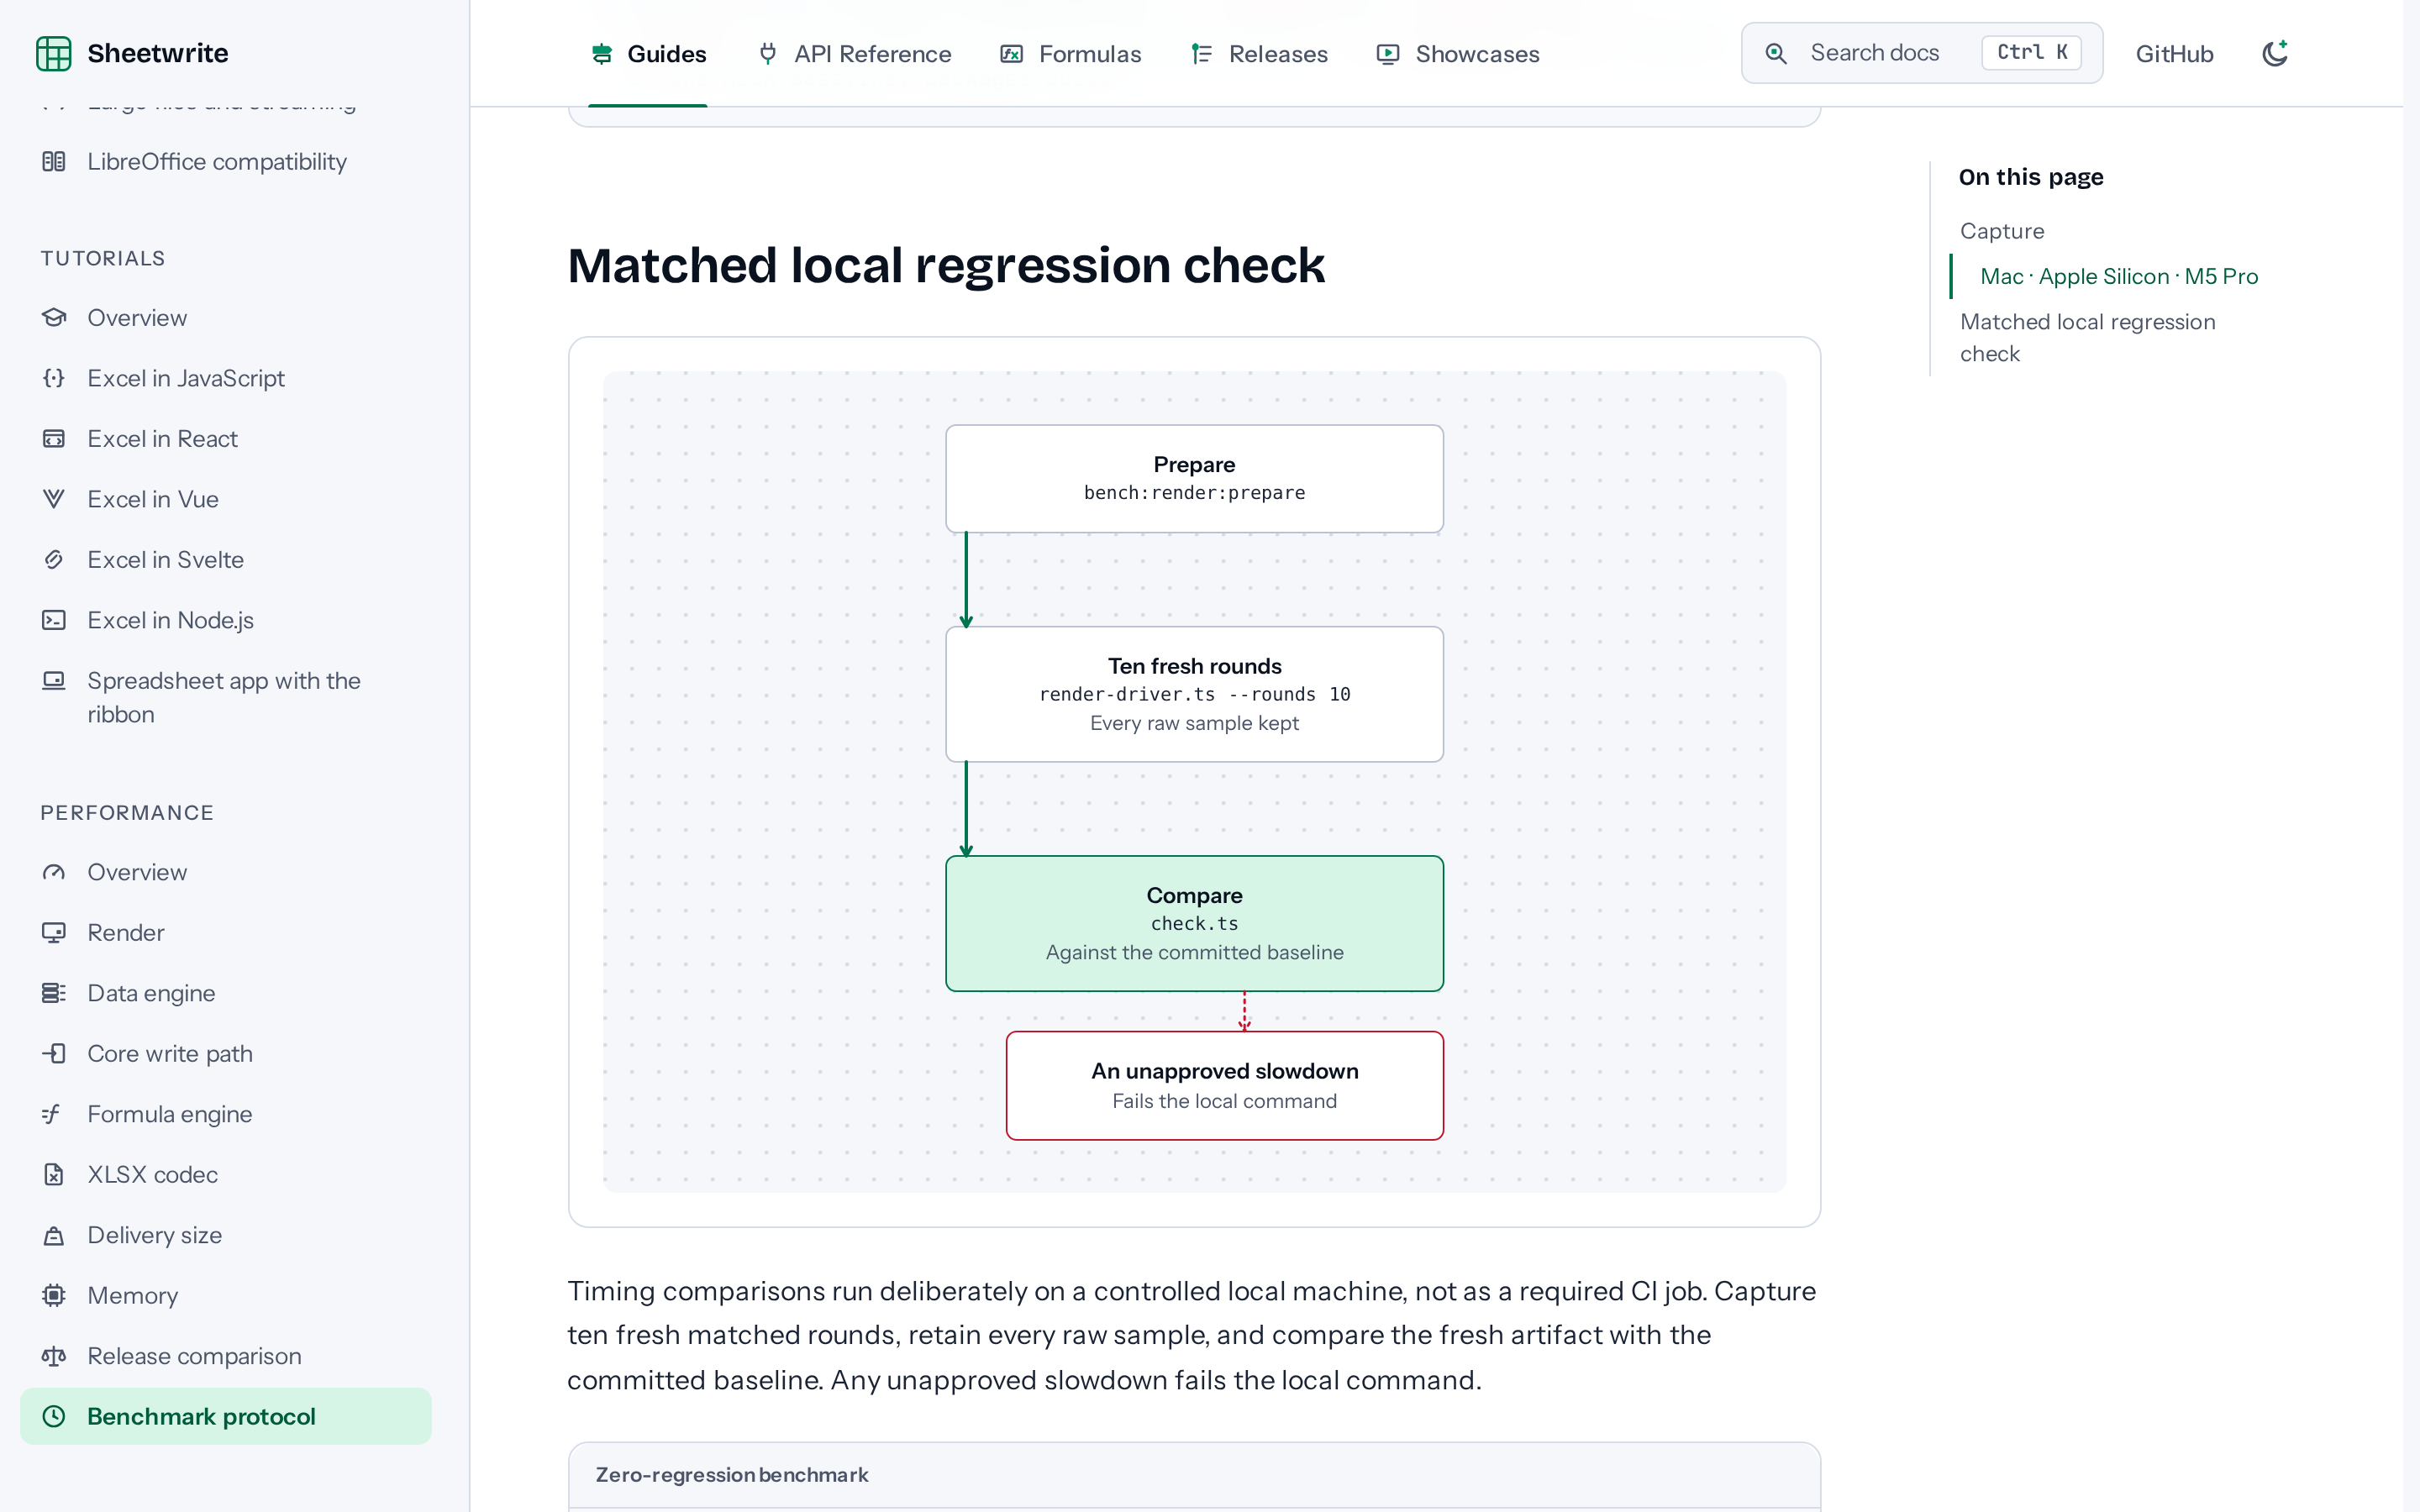 Sheetwrite
Guides
API Reference
Formulas
Releases
Showcases
Search docs
Ctrl K
GitHub
Large files and streaming
LibreOffice compatibility
TUTORIALS
Overview
Excel in JavaScript
Excel in React
Excel in Vue
Excel in Svelte
Excel in Node.js
Spreadsheet app with the
ribbon
PERFORMANCE
Overview
Render
Data engine
Core write path
Formula engine
XLSX codec
Delivery size
Memory
Release comparison
Benchmark protocol
Matched local regression check
Prepare
bench:render:prepare
Ten fresh rounds
render-driver.ts --rounds 10
Every raw sample kept
Compare
check.ts
Against the committed baseline
An unapproved slowdown
Fails the local command
Timing comparisons run deliberately on a controlled local machine, not as a required CI job. Capture
ten fresh matched rounds, retain every raw sample, and compare the fresh artifact with the
committed baseline. Any unapproved slowdown fails the local command.
Zero-regression benchmark
On this page
Capture
Mac · Apple Silicon · M5 Pro
Matched local regression
check